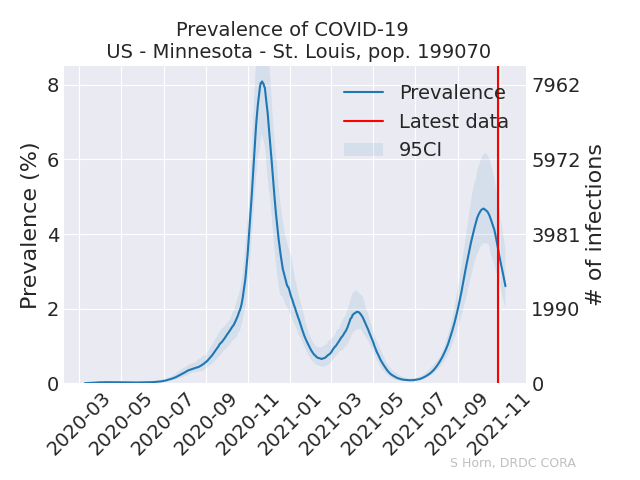 Prevalence of COVID-19
US - Minnesota - St. Louis, pop. 199070
Prevalence
Latest data
95CI
Prevalence (%)
8
6
4
2
0
7962
5972
3981
1990
0
# of infections
2020-03
2020-05
2020-07
2020-09
2020-11
2021-01
2021-03
2021-05
2021-07
2021-09
2021-11
S Horn, DRDC CORA